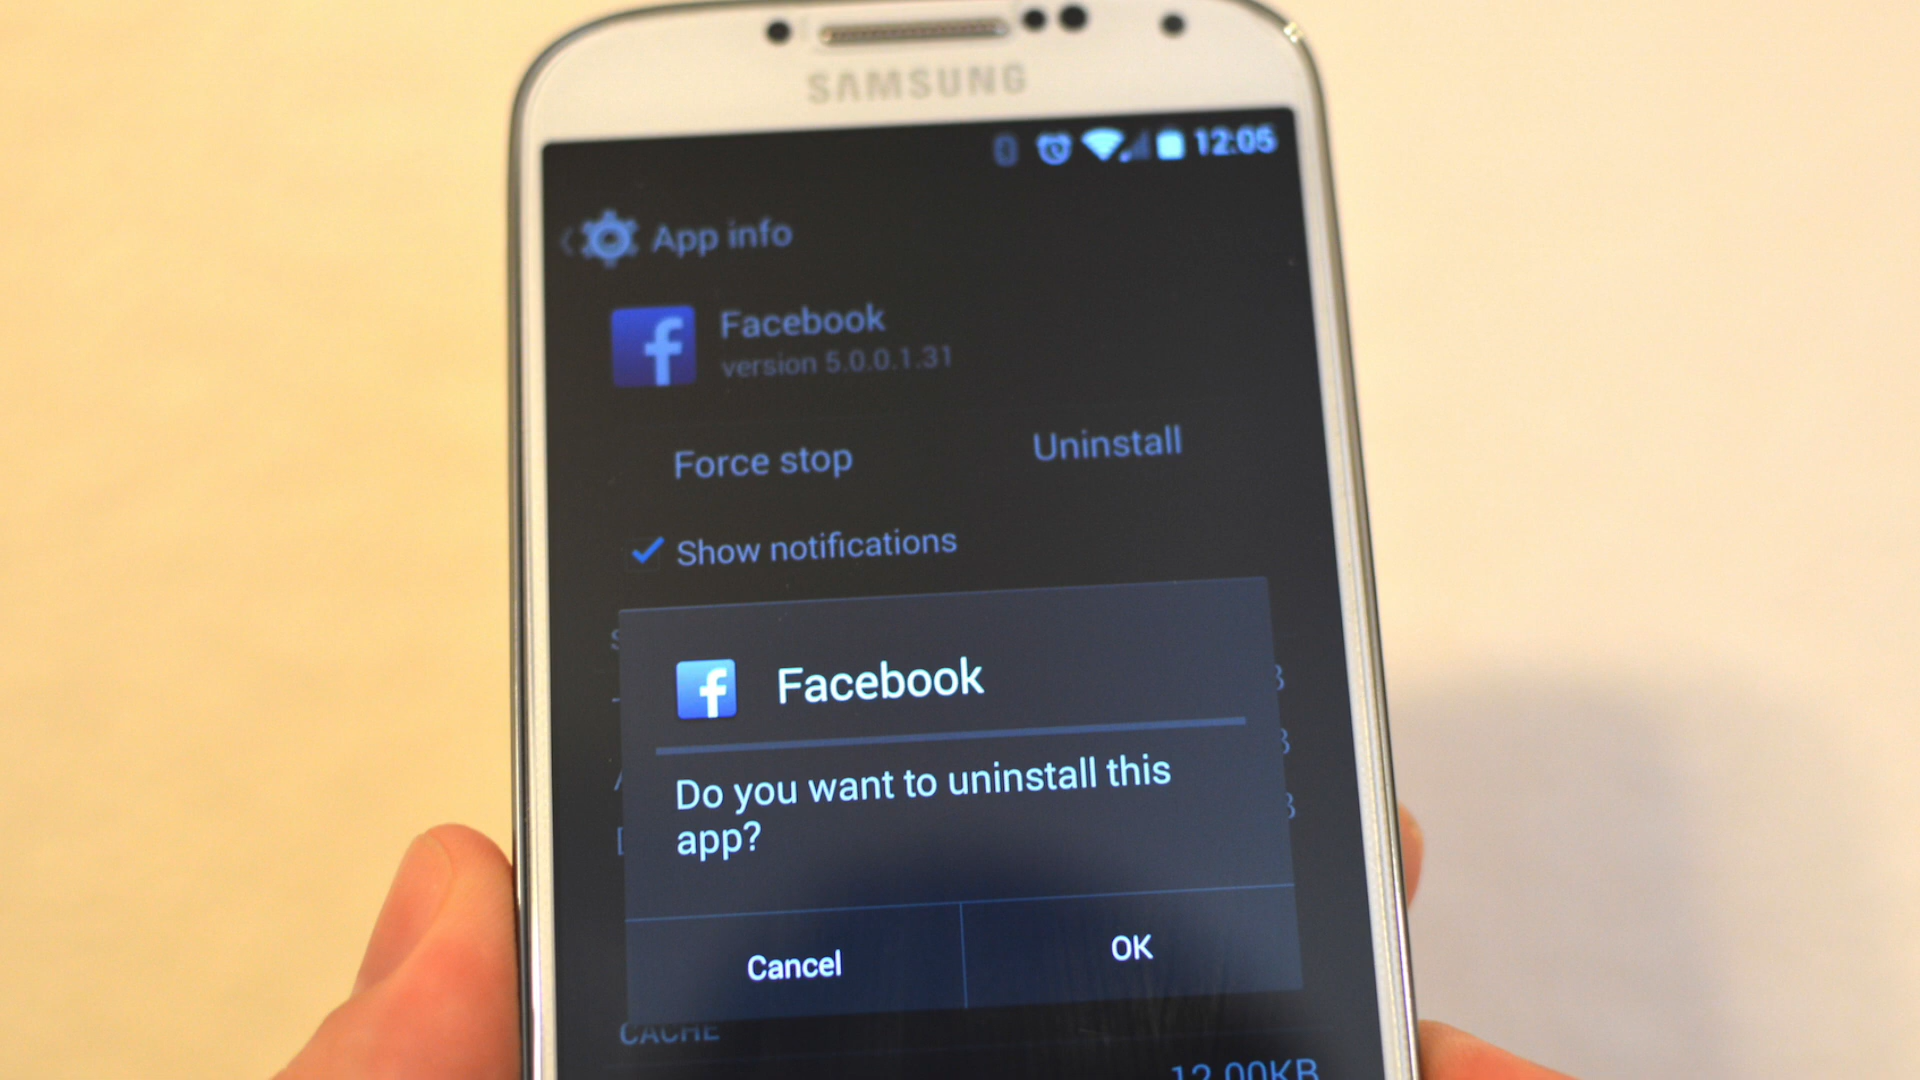 SAMSUNG
12:05
App info
Facebook
version 5.0.0.1.31
Force stop
Uninstall
Show notifications
Facebook
Do you want to uninstall this
app?
Cancel
OK
CACHE
12.00KB